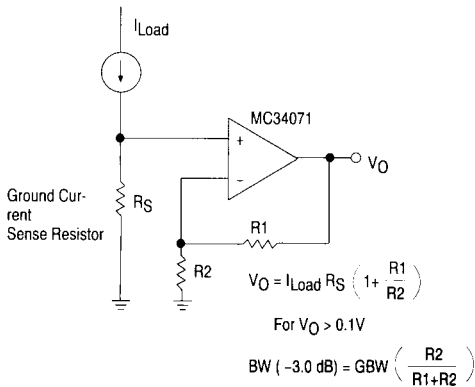 ILoad
MC34071
+
−
VO
Ground Cur-
rent
Sense Resistor
RS
R1
R2
VO = ILoad RS ( 1+ R1/R2 )
For VO > 0.1V
BW ( −3.0 dB) = GBW ( R2/R1+R2 )